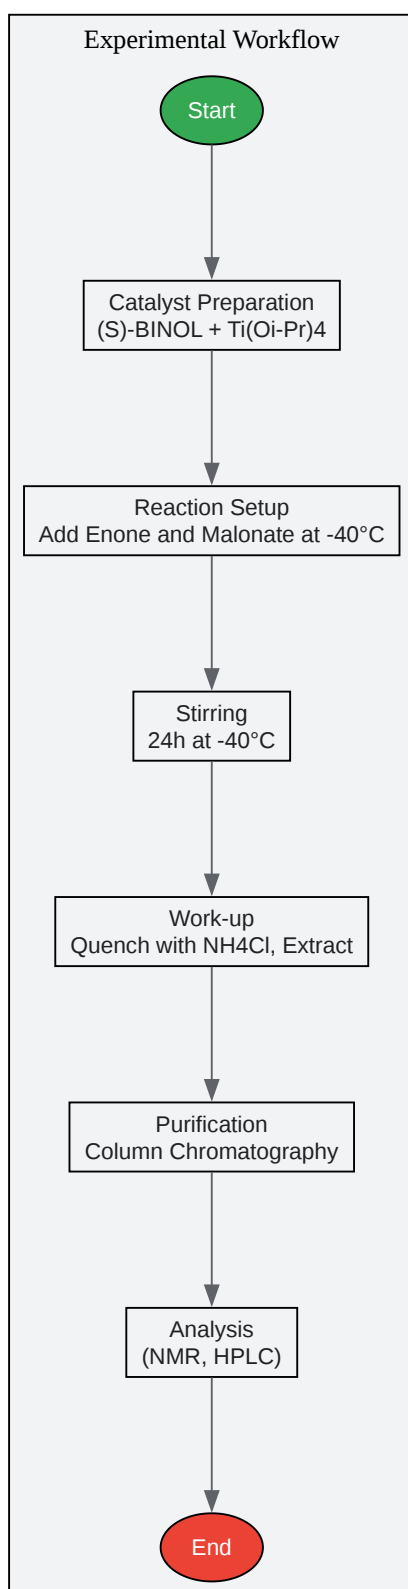 Experimental Workflow
Start
Catalyst Preparation
(S)-BINOL + Ti(Oi-Pr)4
Reaction Setup
Add Enone and Malonate at -40°C
Stirring
24h at -40°C
Work-up
Quench with NH4Cl, Extract
Purification
Column Chromatography
Analysis
(NMR, HPLC)
End